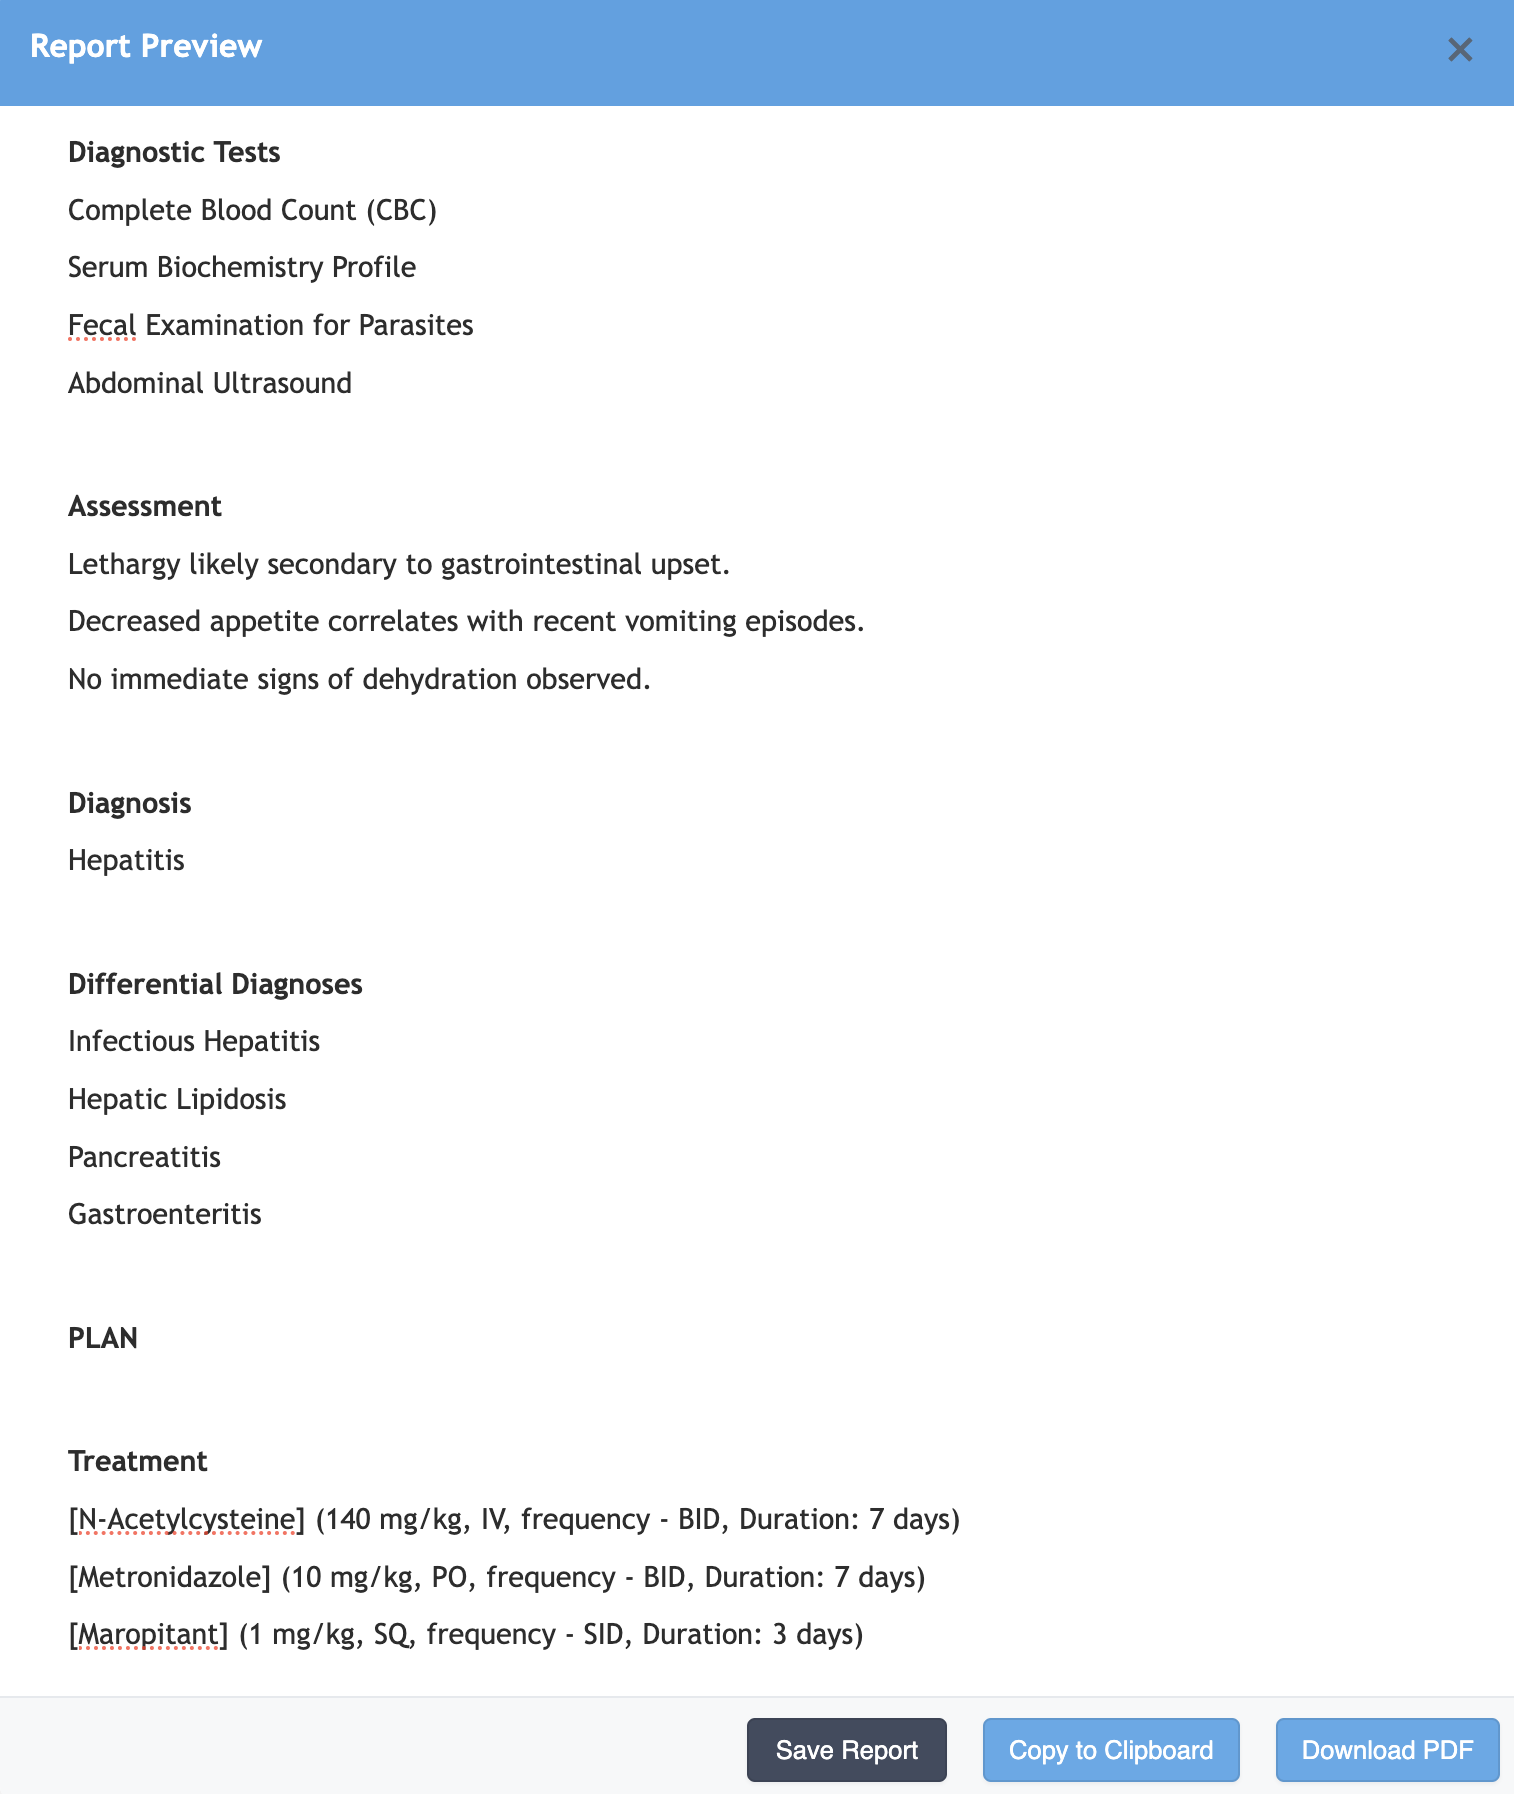 Report Preview
Diagnostic Tests
Complete Blood Count (CBC)
Serum Biochemistry Profile
Fecal Examination for Parasites
Abdominal Ultrasound
Assessment
Lethargy likely secondary to gastrointestinal upset.
Decreased appetite correlates with recent vomiting episodes.
No immediate signs of dehydration observed.
Diagnosis
Hepatitis
Differential Diagnoses
Infectious Hepatitis
Hepatic Lipidosis
Pancreatitis
Gastroenteritis
PLAN
Treatment
[N-Acetylcysteine] (140 mg/kg, IV, frequency - BID, Duration: 7 days)
[Metronidazole] (10 mg/kg, PO, frequency - BID, Duration: 7 days)
[Maropitant] (1 mg/kg, SQ, frequency - SID, Duration: 3 days)
Save Report Copy to Clipboard Download PDF